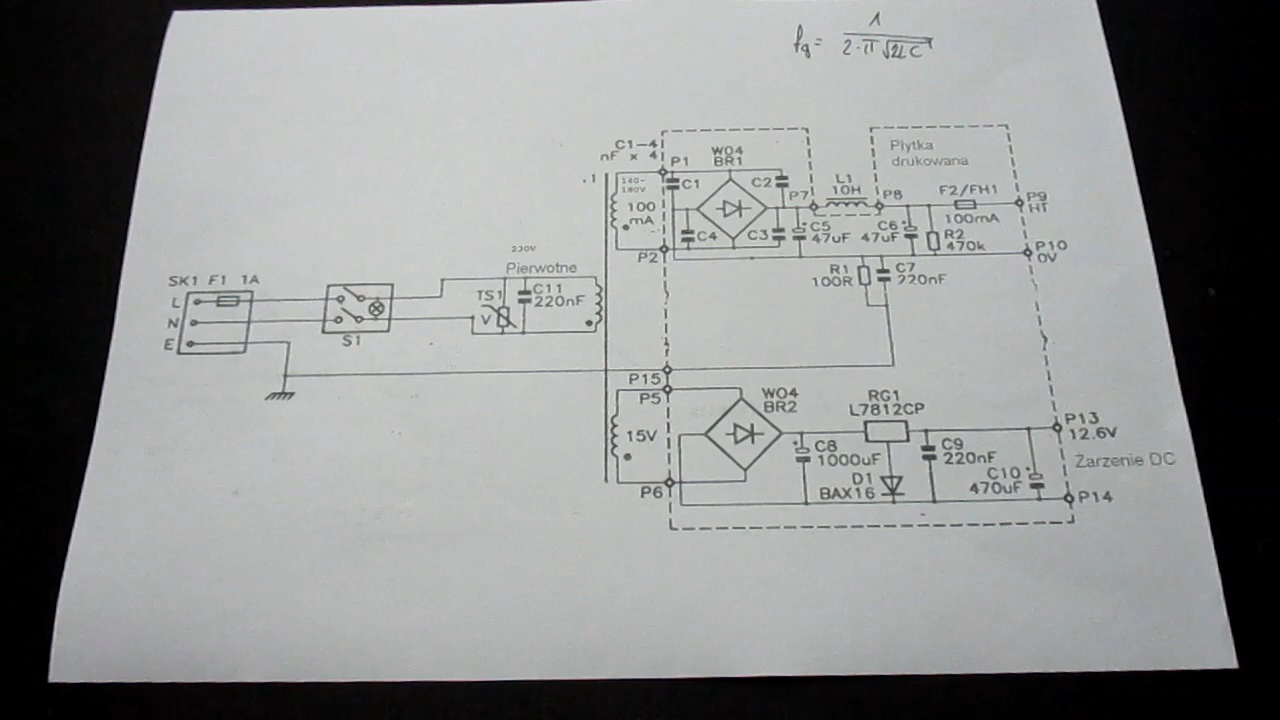 fg= 1
2·π√2LC
C1-4
nF x 4
P1
W04
BR1
Płytka
drukowana
.1
140-
180V
C1
C2
P7
L1
10H
P8
F2/FH1
P9
HT
100
mA
C4
C3
C5
47uF
C6
47uF
100mA
R2
470k
P2
P10
0V
230V
Pierwotne
R1
100R
C7
220nF
SK1 F1 1A
L
N
E
S1
TS1
V
C11
220nF
P15
P5
W04
BR2
RG1
L7812CP
P13
12.6V
15V
C8
1000uF
C9
220nF
Żarzenie DC
D1
BAX16
C10
470uF
P6
P14